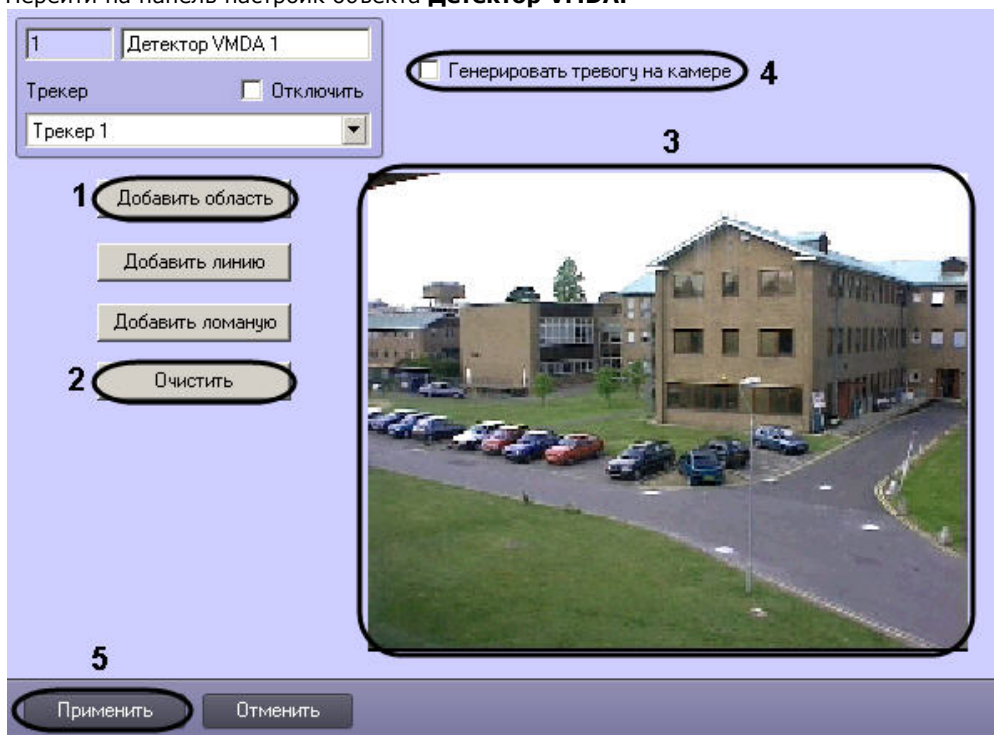 Перейти на панель настроик объекта Детектор VMDA.
1 Детектор VMDA 1
Генерировать тревогу на камере 4
Трекер Отключить
Трекер 1
3
1 Добавить область
Добавить линию
Добавить ломаную
2 Очистить
5
Применить Отменить